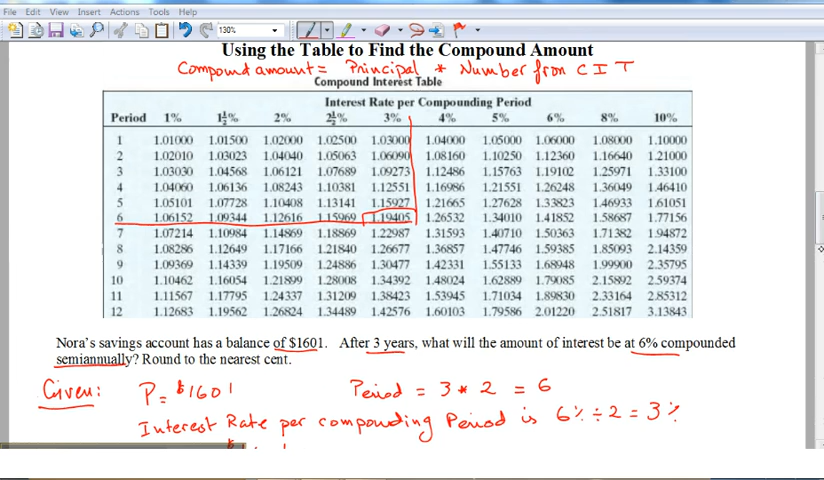 File Edit View Insert Actions Tools Help
130%
Using the Table to Find the Compound Amount
Compound amount = Principal * Number from C I T
Compound Interest Table
Interest Rate per Compounding Period
Period 1% 1½% 2% 2½% 3% 4% 5% 6% 8% 10%
1 1.01000 1.01500 1.02000 1.02500 1.03000 1.04000 1.05000 1.06000 1.08000 1.10000
2 1.02010 1.03023 1.04040 1.05063 1.06090 1.08160 1.10250 1.12360 1.16640 1.21000
3 1.03030 1.04568 1.06121 1.07689 1.09273 1.12486 1.15763 1.19102 1.25971 1.33100
4 1.04060 1.06136 1.08243 1.10381 1.12551 1.16986 1.21551 1.26248 1.36049 1.46410
5 1.05101 1.07728 1.10408 1.13141 1.15927 1.21665 1.27628 1.33823 1.46933 1.61051
6 1.06152 1.09344 1.12616 1.15969 1.19405 1.26532 1.34010 1.41852 1.58687 1.77156
7 1.07214 1.10984 1.14869 1.18869 1.22987 1.31593 1.40710 1.50363 1.71382 1.94872
8 1.08286 1.12649 1.17166 1.21840 1.26677 1.36857 1.47746 1.59385 1.85093 2.14359
9 1.09369 1.14339 1.19509 1.24886 1.30477 1.42331 1.55133 1.68948 1.99900 2.35795
10 1.10462 1.16054 1.21899 1.28008 1.34392 1.48024 1.62889 1.79085 2.15892 2.59374
11 1.11567 1.17795 1.24337 1.31209 1.38423 1.53945 1.71034 1.89830 2.33164 2.85312
12 1.12683 1.19562 1.26824 1.34489 1.42576 1.60103 1.79586 2.01220 2.51817 3.13843
Nora's savings account has a balance of $1601. After 3 years, what will the amount of interest be at 6% compounded
semiannually? Round to the nearest cent.
Given: P = $1601 Period = 3 * 2 = 6
Interest Rate per compounding Period is 6% ÷ 2 = 3%